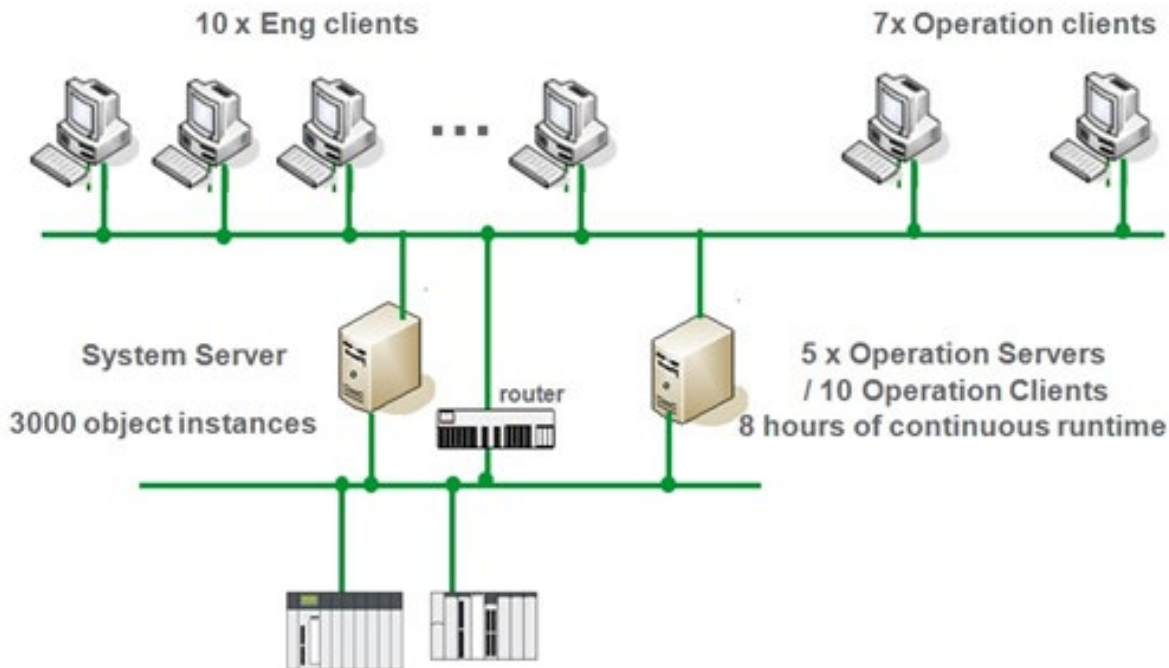 10 x Eng clients
7x Operation clients
...
System Server
3000 object instances
router
5 x Operation Servers
/ 10 Operation Clients
8 hours of continuous runtime